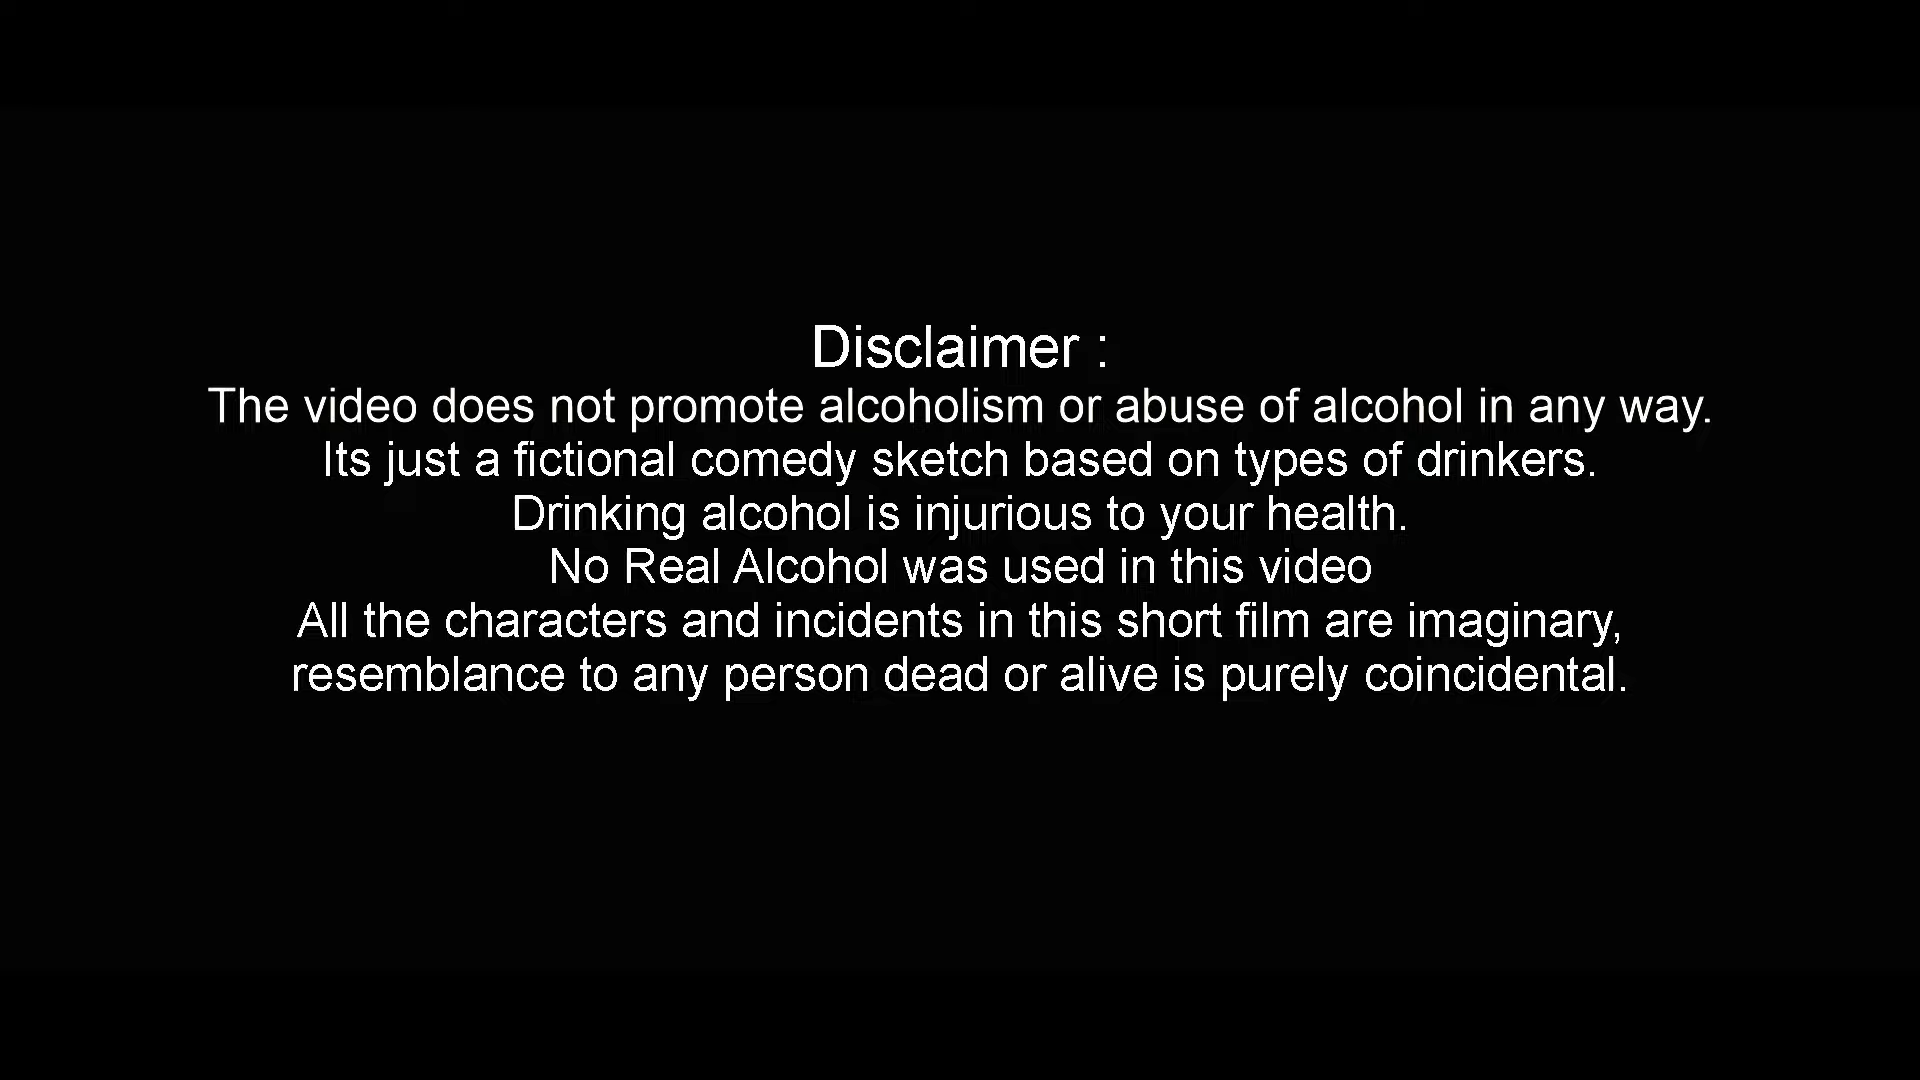 Disclaimer :
The video does not promote alcoholism or abuse of alcohol in any way.
Its just a fictional comedy sketch based on types of drinkers.
Drinking alcohol is injurious to your health.
No Real Alcohol was used in this video
All the characters and incidents in this short film are imaginary,
resemblance to any person dead or alive is purely coincidental.